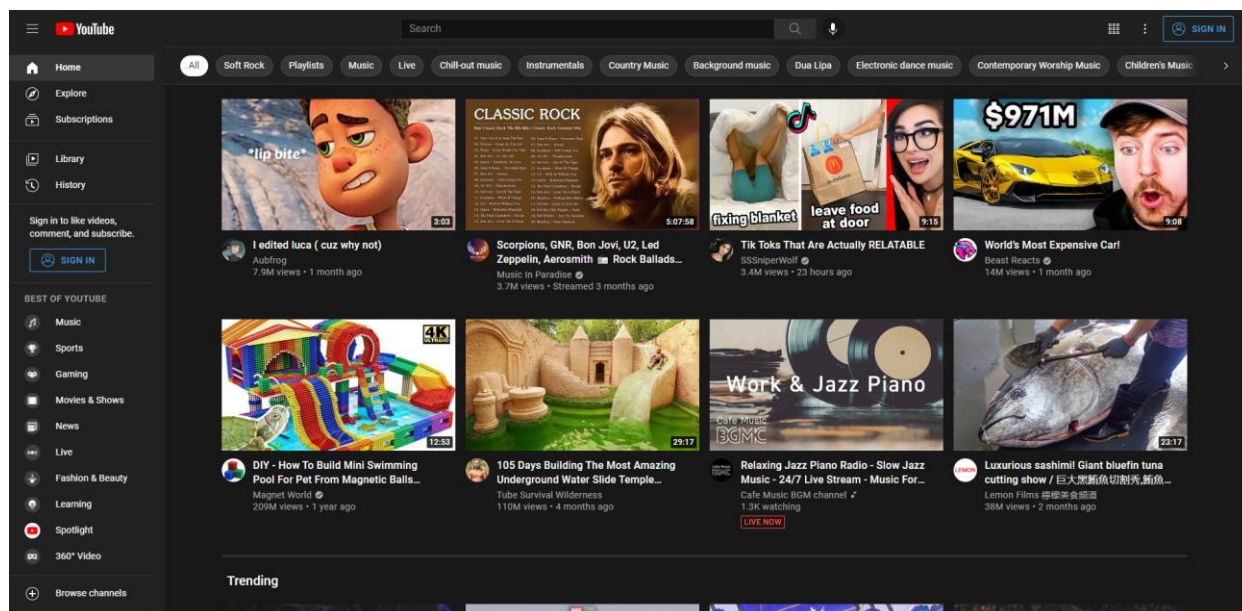 YouTube
Search
SIGN IN
Home
Explore
Subscriptions
Library
History
Sign in to like videos,
comment, and subscribe.
SIGN IN
BEST OF YOUTUBE
Music
Sports
Gaming
Movies & Shows
News
Live
Fashion & Beauty
Learning
Spotlight
360° Video
Browse channels
All Soft Rock Playlists Music Live Chill-out music Instrumentals Country Music Background music Dua Lipa Electronic dance music Contemporary Worship Music Children's Music
*lip bite*
3:03
I edited luca ( cuz why not)
Aubfrog
7.9M views • 1 month ago
CLASSIC ROCK
5:07:58
Scorpions, GNR, Bon Jovi, U2, Led
Zeppelin, Aerosmith 📼 Rock Ballads...
Music In Paradise
3.7M views • Streamed 3 months ago
fixing blanket
leave food
at door
9:15
Tik Toks That Are Actually RELATABLE
SSSniperWolf
3.4M views • 23 hours ago
$971M
9:08
World's Most Expensive Car!
Beast Reacts
14M views • 1 month ago
4K
ULTRAHD
12:53
DIY - How To Build Mini Swimming
Pool For Pet From Magnetic Balls...
Magnet World
209M views • 1 year ago
29:17
105 Days Building The Most Amazing
Underground Water Slide Temple...
Tube Survival Wilderness
110M views • 4 months ago
Work & Jazz Piano
Cafe Music
BGMC
Relaxing Jazz Piano Radio - Slow Jazz
Music - 24/7 Live Stream - Music For...
Cafe Music BGM channel
1.3K watching
LIVE NOW
23:17
LEMON
Luxurious sashimi! Giant bluefin tuna
cutting show / 巨大黑鮪魚切割秀,鮪魚...
Lemon Films 檸檬美食頻道
38M views • 2 months ago
Trending